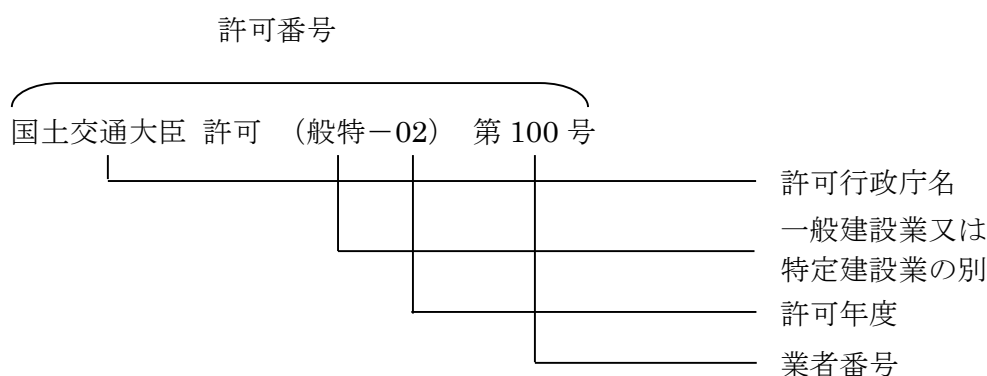 許可番号
国土交通大臣 許可 （般特－02） 第 100 号
許可行政庁名
一般建設業又は
特定建設業の別
許可年度
業者番号